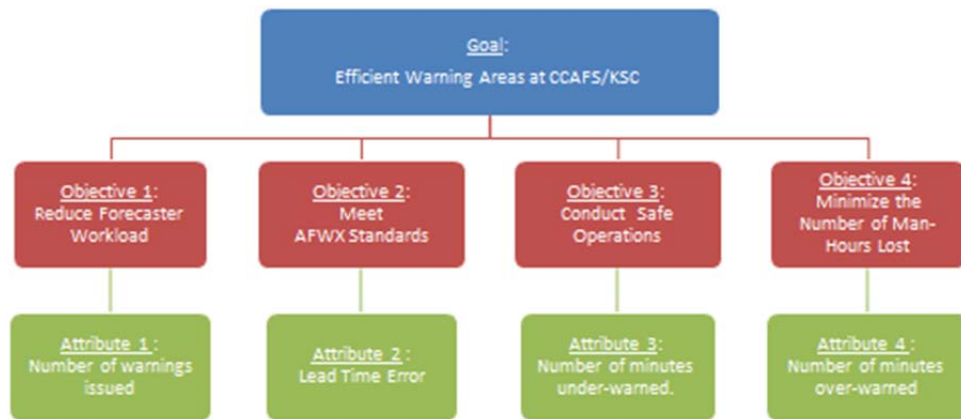 Goal:
Efficient Warning Areas at CCAFS/KSC
Objective 1:
Reduce Forecaster
Workload
Objective 2:
Meet
AFWX Standards
Objective 3:
Conduct Safe
Operations
Objective 4:
Minimize the
Number of Man-
Hours Lost
Attribute 1 :
Number of warnings
issued
Attribute 2 :
Lead Time Error
Attribute 3:
Number of minutes
under-warned.
Attribute 4 :
Number of minutes
over-warned